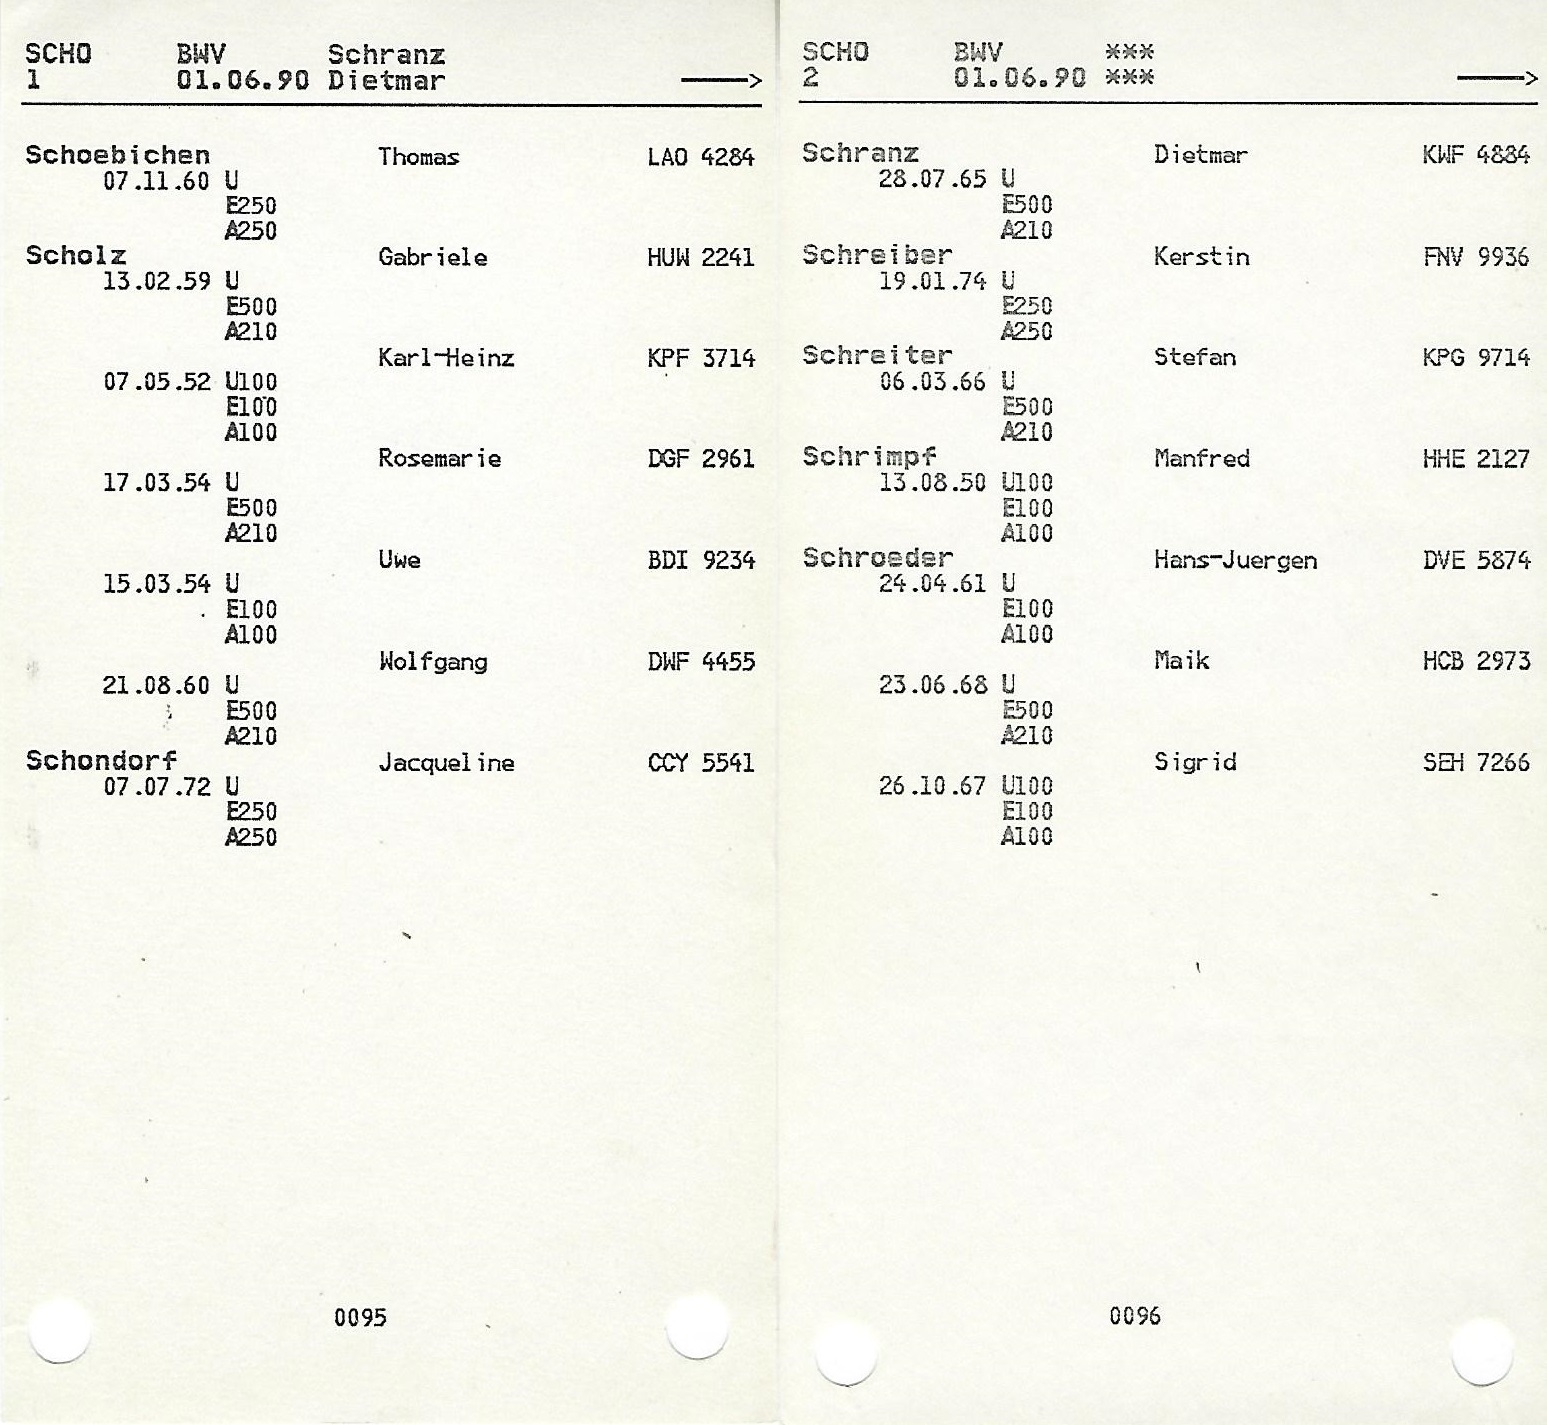 SCHO BWV Schranz
1 01.06.90 Dietmar ———>
Schoebichen Thomas LAO 4284
07.11.60 U
E250
A250
Scholz Gabriele HUW 2241
13.02.59 U
E500
A210
Karl-Heinz KPF 3714
07.05.52 U100
E100
A100
Rosemarie DGF 2961
17.03.54 U
E500
A210
Uwe BDI 9234
15.03.54 U
E100
A100
Wolfgang DWF 4455
21.08.60 U
E500
A210
Schondorf Jacqueline CCY 5541
07.07.72 U
E250
A250
0095
SCHO BWV ***
2 01.06.90 *** ———>
Schranz Dietmar KWF 4884
28.07.65 U
E500
A210
Schreiber Kerstin FNV 9936
19.01.74 U
E250
A250
Schreiter Stefan KPG 9714
06.03.66 U
E500
A210
Schrimpf Manfred HHE 2127
13.08.50 U100
E100
A100
Schroeder Hans-Juergen DVE 5874
24.04.61 U
E100
A100
Maik HCB 2973
23.06.68 U
E500
A210
Sigrid SEH 7266
26.10.67 U100
E100
A100
0096